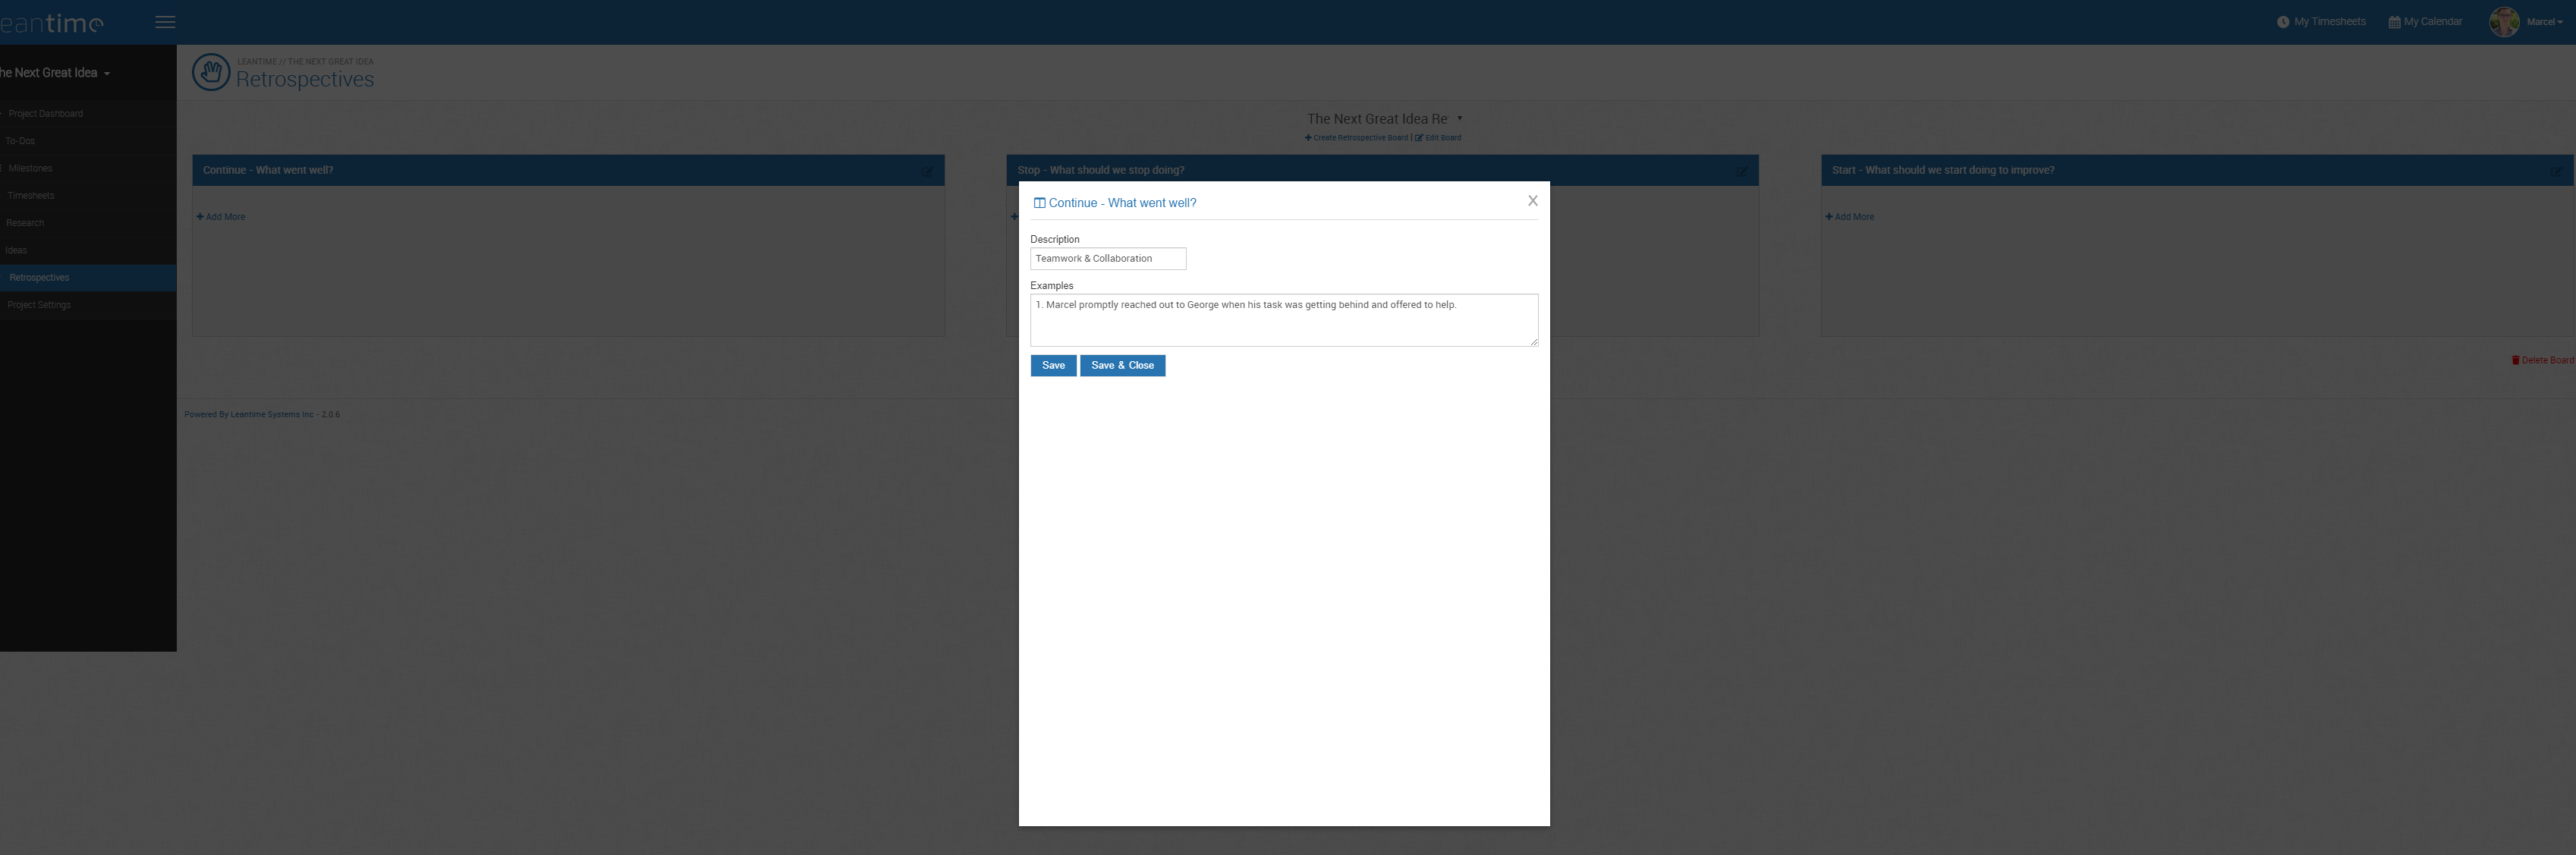 eantime
My Timesheets
My Calendar
Marcel
he Next Great Idea
LEANTIME // THE NEXT GREAT IDEA
Retrospectives
Project Dashboard
To-Dos
Milestones
Timesheets
Research
Ideas
Retrospectives
Project Settings
The Next Great Idea Re
Create Retrospective Board | Edit Board
Continue - What went well?
Stop - What should we stop doing?
Start - What should we start doing to improve?
Add More
Add More
Continue - What went well?
X
Description
Teamwork & Collaboration
Examples
1. Marcel promptly reached out to George when his task was getting behind and offered to help.
Save
Save & Close
Delete Board
Powered By Leantime Systems Inc - 2.0.6